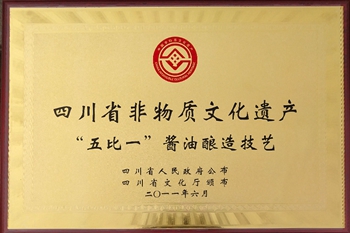 四川省非物质文化遗产
“五比一”酱油酿造技艺
四川省人民政府公布
四川省文化厅颁布
二〇一一年六月